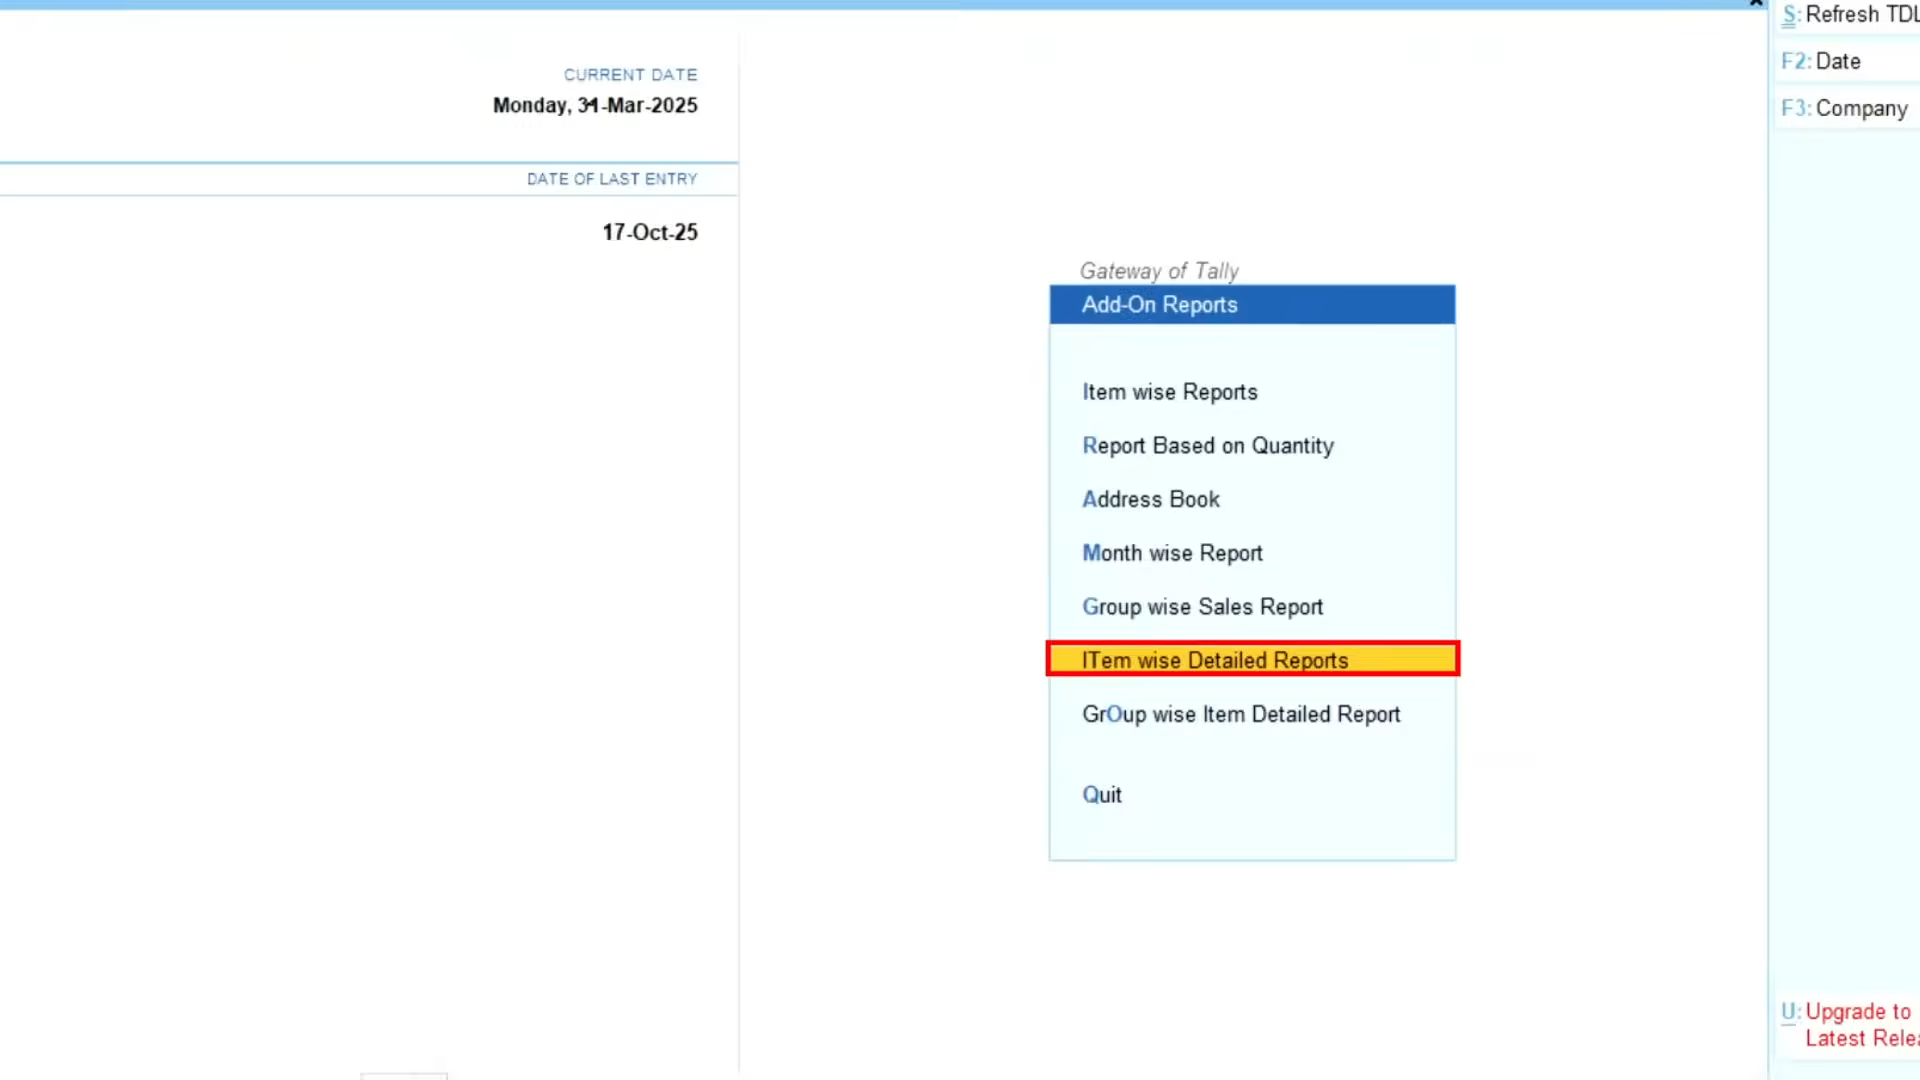 S: Refresh TDL
F2: Date
F3: Company
CURRENT DATE
Monday, 31-Mar-2025
DATE OF LAST ENTRY
17-Oct-25
Gateway of Tally
Add-On Reports
Item wise Reports
Report Based on Quantity
Address Book
Month wise Report
Group wise Sales Report
ITem wise Detailed Reports
GrOup wise Item Detailed Report
Quit
U: Upgrade to
Latest Relea